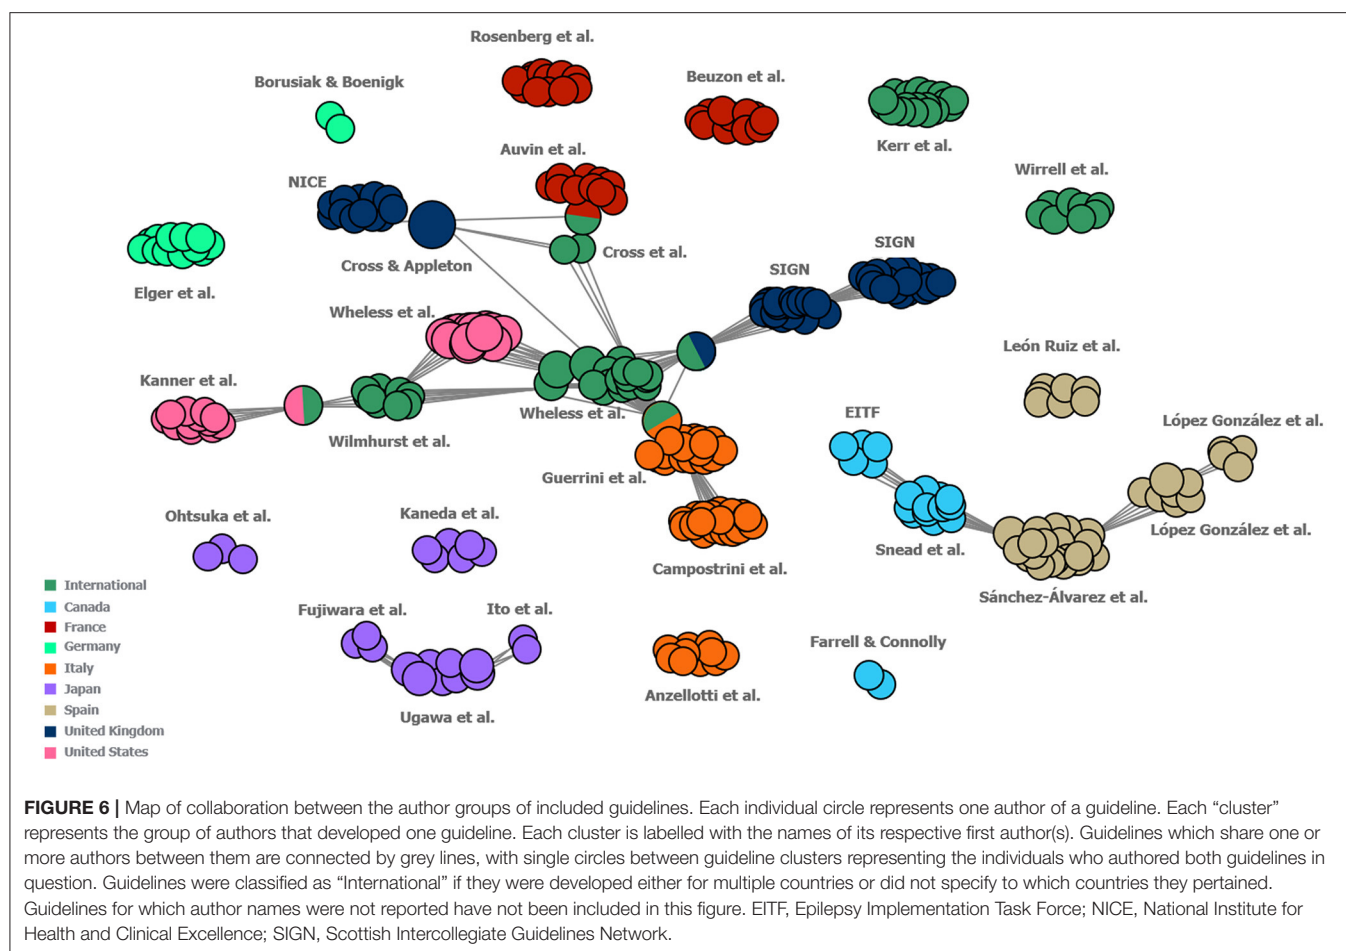 Rosenberg et al.
Borusiak & Boenigk
Beuzon et al.
Kerr et al.
Auvin et al.
Wirrell et al.
NICE
SIGN
Cross et al.
Cross & Appleton
SIGN
Elger et al.
Wheless et al.
León Ruiz et al.
Kanner et al.
Wheless et al.
EITF
López González et al.
Wilmhurst et al.
Guerrini et al.
Ohtsuka et al.
Kaneda et al.
López González et al.
Snead et al.
Campostrini et al.
Sánchez-Álvarez et al.
Fujiwara et al.
Ito et al.
Farrell & Connolly
Anzellotti et al.
Ugawa et al.
International
Canada
France
Germany
Italy
Japan
Spain
United Kingdom
United States
FIGURE 6 | Map of collaboration between the author groups of included guidelines. Each individual circle represents one author of a guideline. Each “cluster”
represents the group of authors that developed one guideline. Each cluster is labelled with the names of its respective first author(s). Guidelines which share one or
more authors between them are connected by grey lines, with single circles between guideline clusters representing the individuals who authored both guidelines in
question. Guidelines were classified as “International” if they were developed either for multiple countries or did not specify to which countries they pertained.
Guidelines for which author names were not reported have not been included in this figure. EITF, Epilepsy Implementation Task Force; NICE, National Institute for
Health and Clinical Excellence; SIGN, Scottish Intercollegiate Guidelines Network.